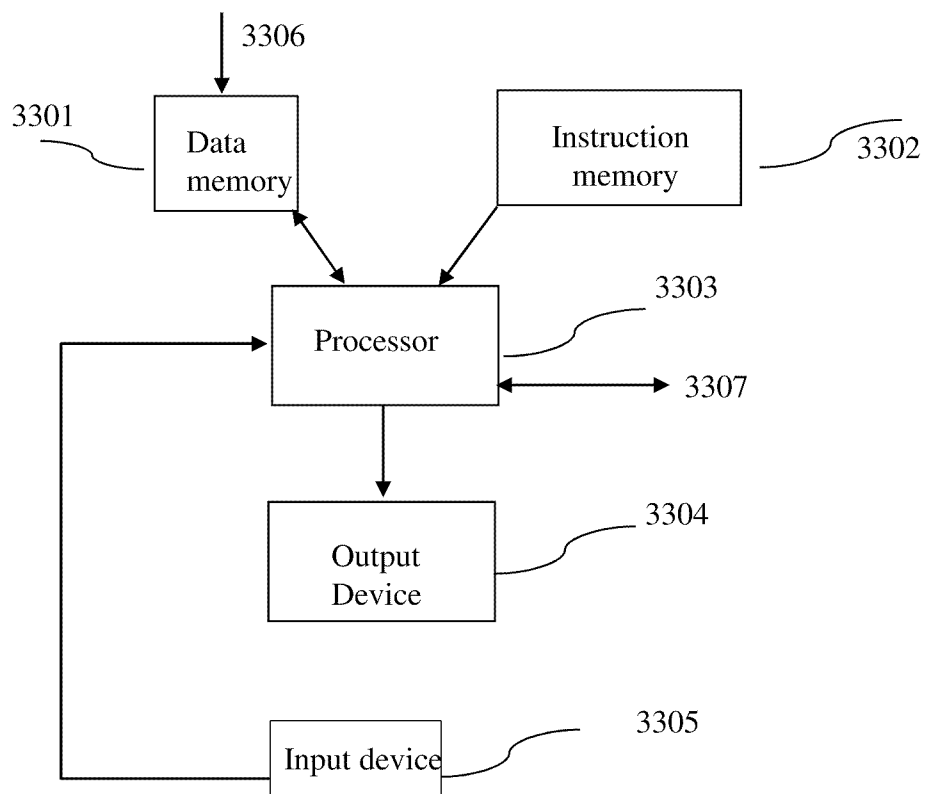 3306
3301
Data
memory
Instruction
memory
3302
3303
Processor
3307
3304
Output
Device
3305
Input device